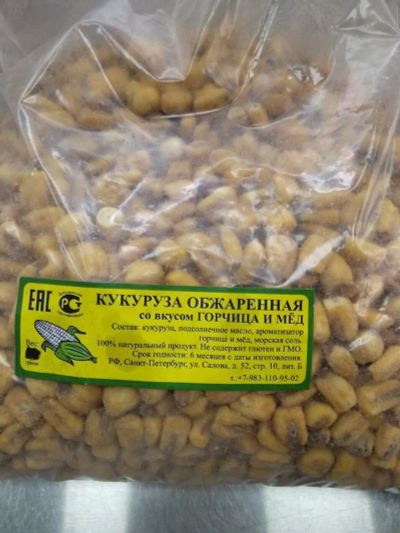 ЕАС
КУКУРУЗА ОБЖАРЕННАЯ
со вкусом ГОРЧИЦА И МЁД
Состав: кукуруза, подсолнечное масло, ароматизатор
горчица и мёд, морская соль.
100% натуральный продукт. Не содержит глютен и ГМО.
Срок годности: 6 месяцев с даты изготовления.
РФ, Санкт-Петербург, ул. Салова, д. 52, стр. 10, лит. Б
т.:+7-983-110-95-02
Вес: